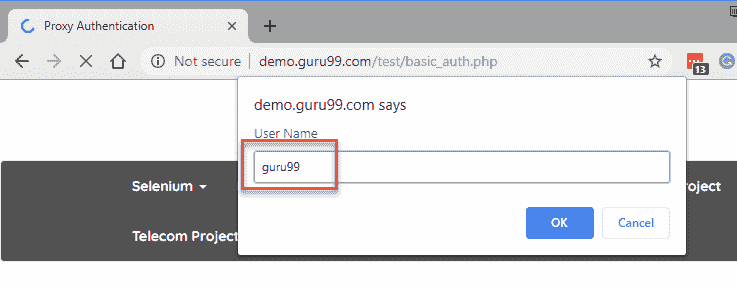 Proxy Authentication
Not secure | demo.guru99.com/test/basic_auth.php
13
demo.guru99.com says
User Name
guru99
OK Cancel
Selenium
roject
Telecom Project